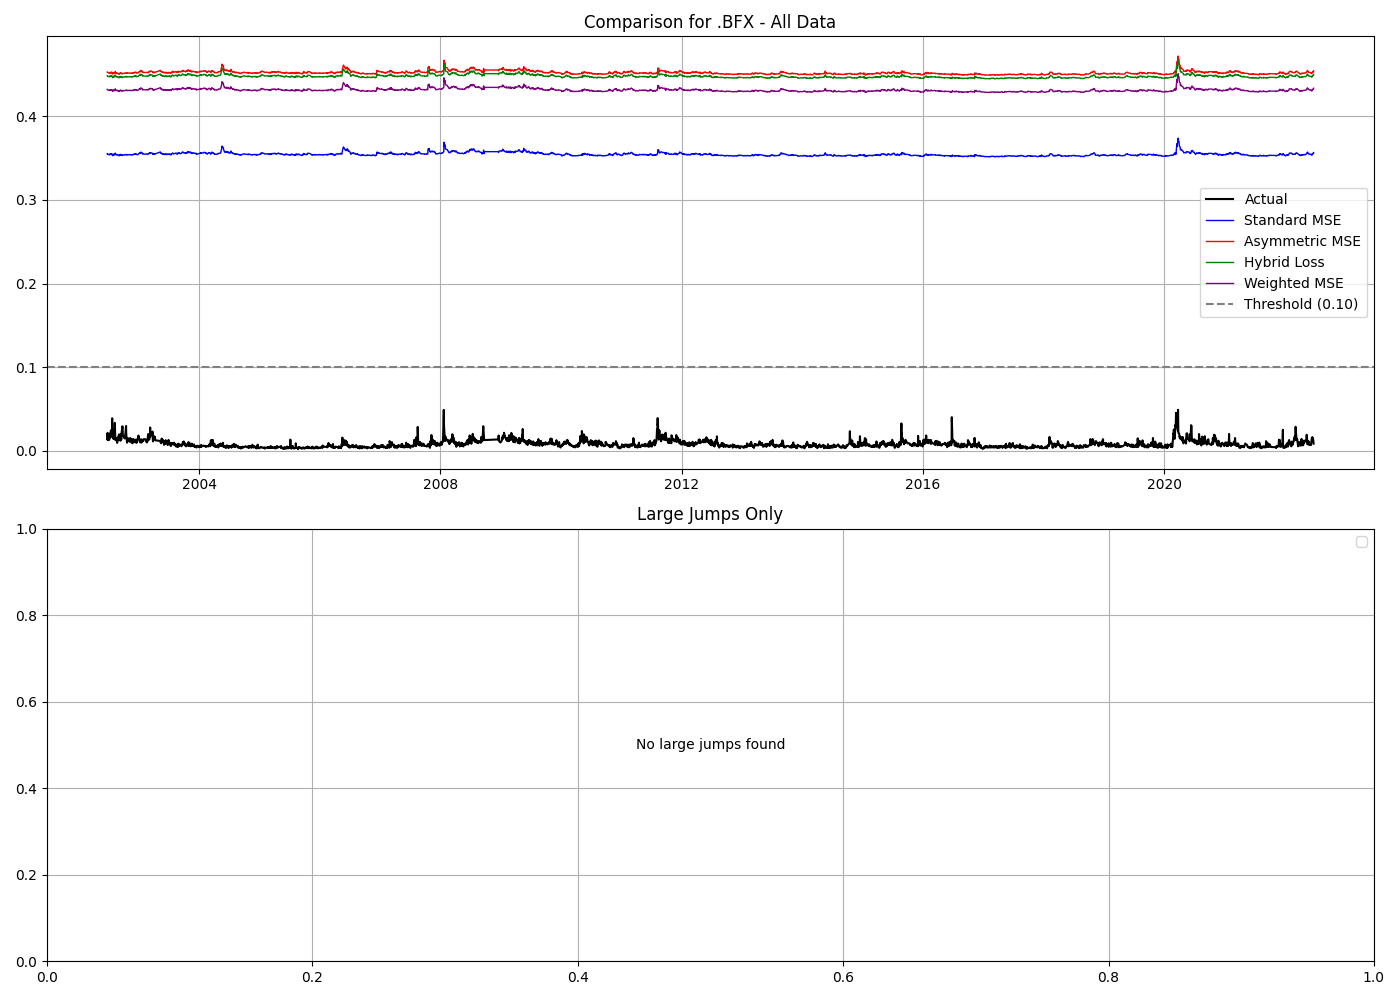 Comparison for .BFX - All Data
0.4
0.3
0.2
0.1
0.0
Actual
Standard MSE
Asymmetric MSE
Hybrid Loss
Weighted MSE
Threshold (0.10)
2004 2008 2012 2016 2020
Large Jumps Only
1.0
0.8
0.6
0.4
0.2
0.0
No large jumps found
0.0 0.2 0.4 0.6 0.8 1.0